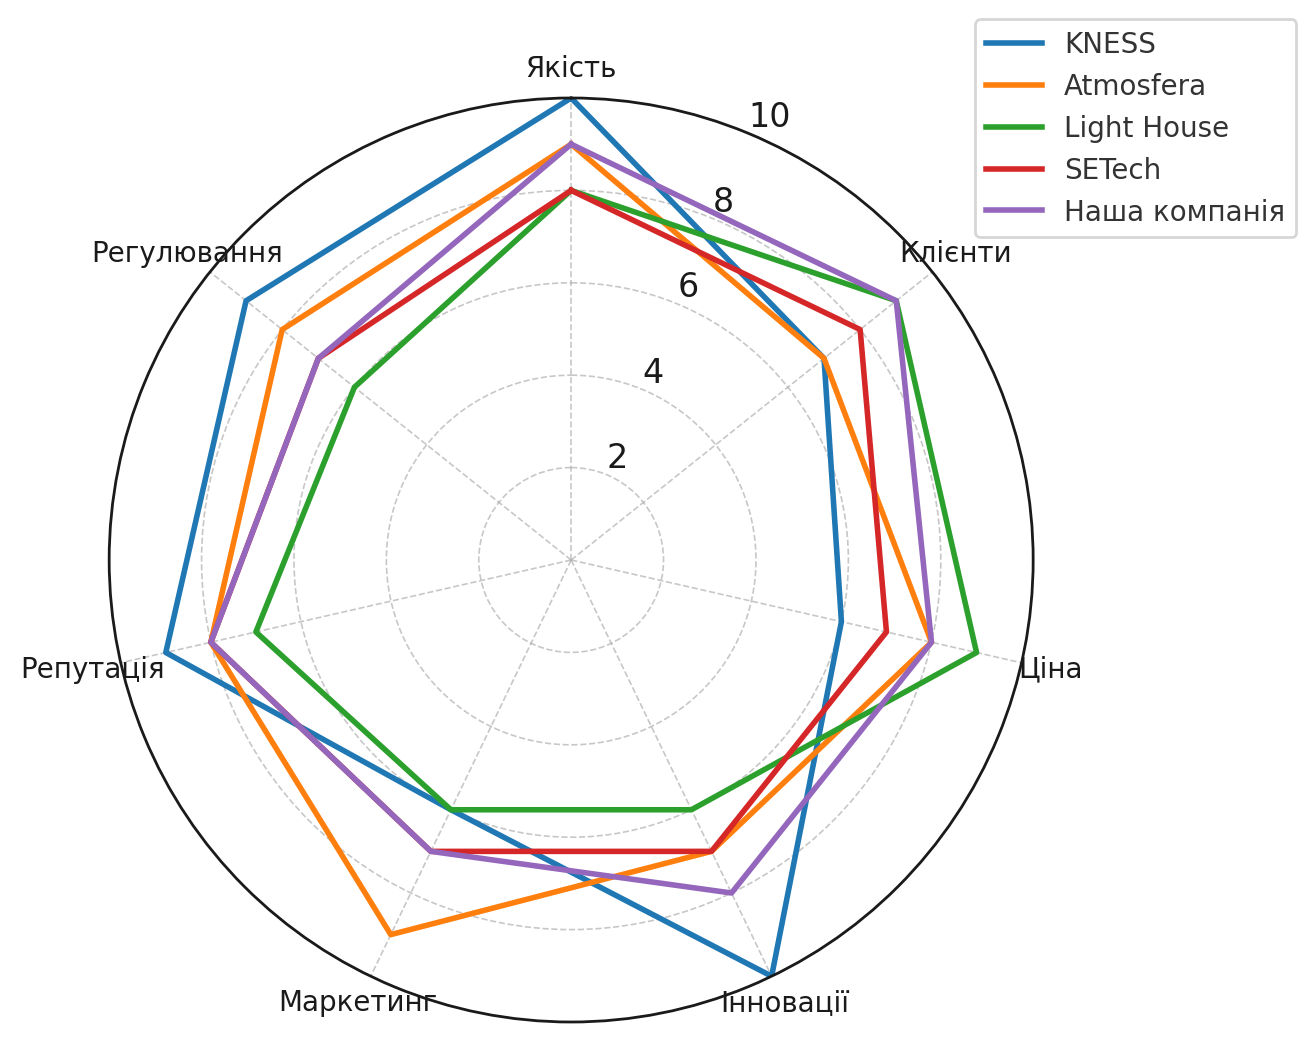 KNESS
Atmosfera
Light House
SETech
Наша компанія
Якість
Клієнти
Ціна
Інновації
Маркетинг
Репутація
Регулювання
10
8
6
4
2